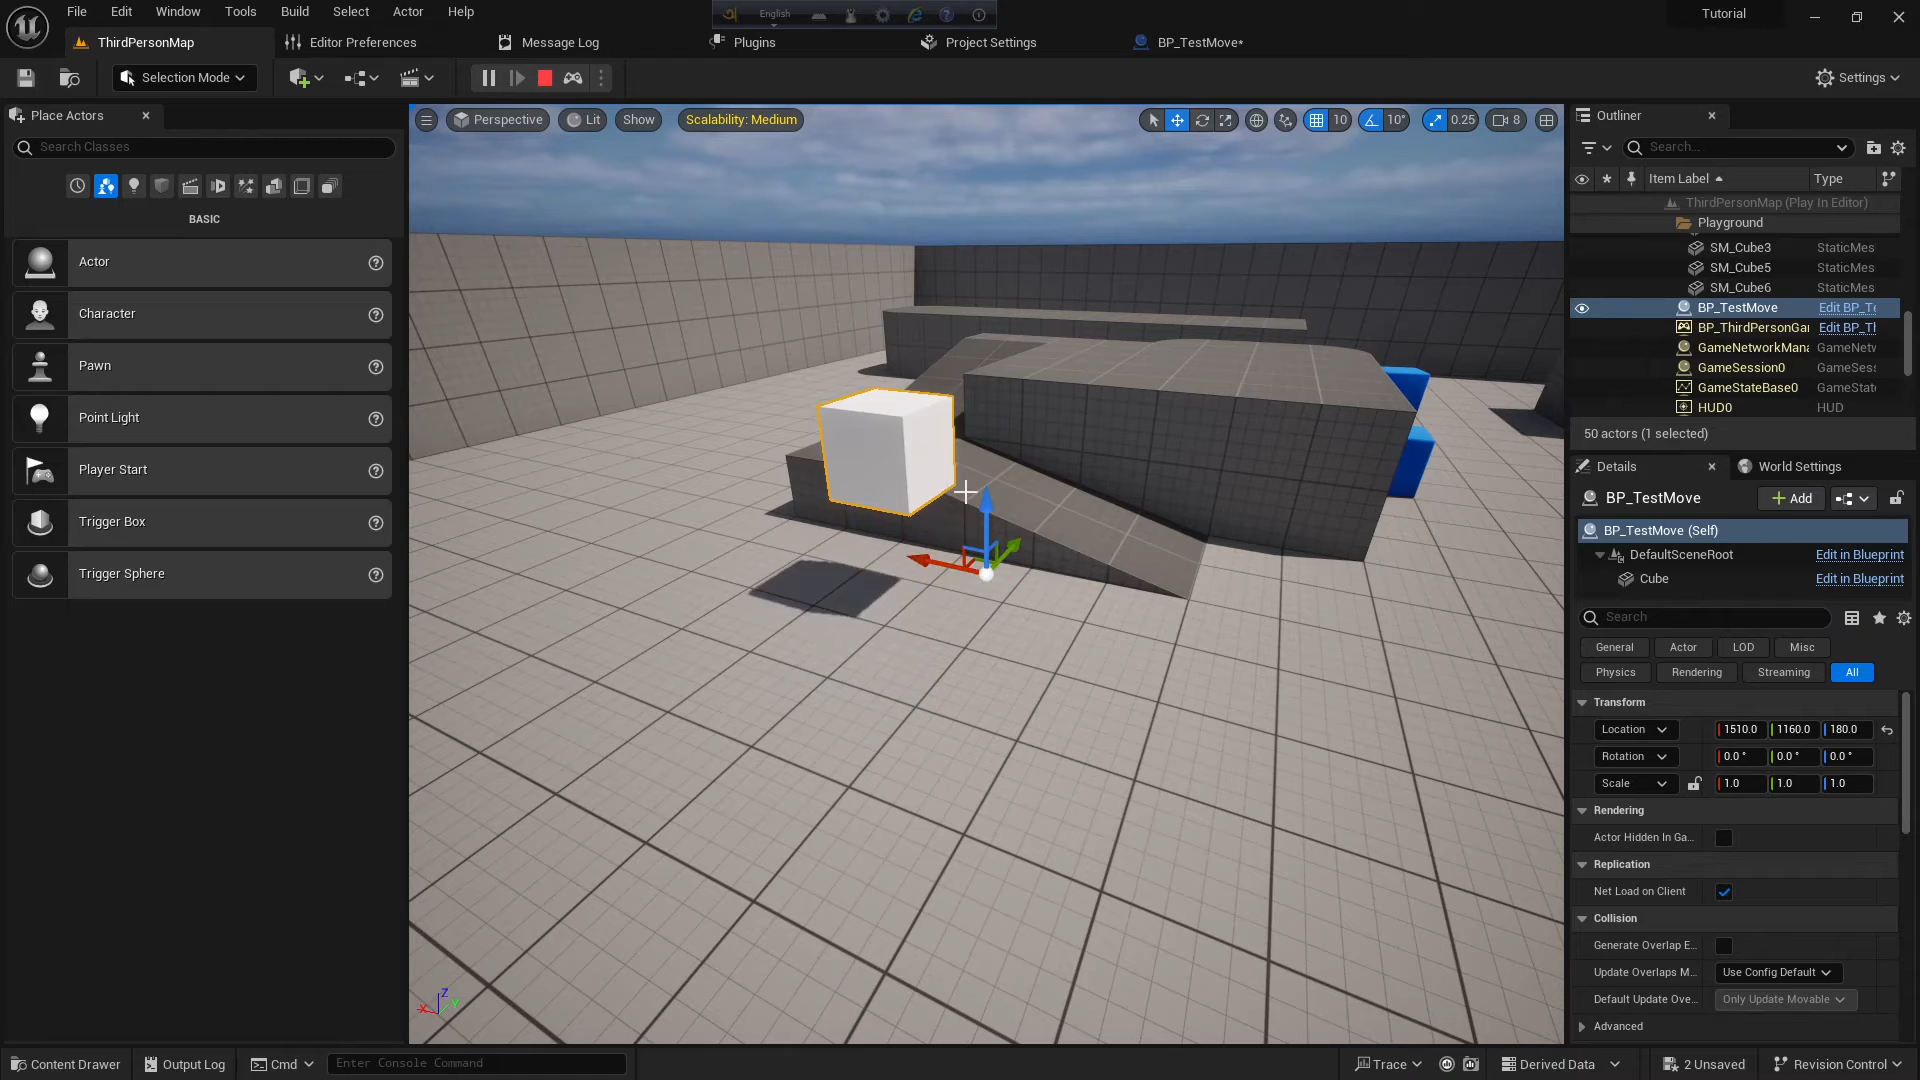 File Edit Window Tools Build Select Actor Help
English
Tutorial
ThirdPersonMap
Editor Preferences
Message Log
Plugins
Project Settings
BP_TestMove*
Selection Mode
Settings
Place Actors
Search Classes
BASIC
Actor
Character
Pawn
Point Light
Player Start
Trigger Box
Trigger Sphere
Perspective
Lit
Show
Scalability: Medium
10
10°
0.25
8
Z
Y
X
Outliner
Search...
Item Label
Type
ThirdPersonMap (Play In Editor)
Playground
SM_Cube3 StaticMes
SM_Cube5 StaticMes
SM_Cube6 StaticMes
BP_TestMove Edit BP_Te
BP_ThirdPersonGar Edit BP_Tl
GameNetworkMana GameNetv
GameSession0 GameSess
GameStateBase0 GameStat
HUD0 HUD
50 actors (1 selected)
Details
World Settings
BP_TestMove
Add
BP_TestMove (Self)
DefaultSceneRoot Edit in Blueprint
Cube Edit in Blueprint
Search
General Actor LOD Misc
Physics Rendering Streaming All
Transform
Location 1510.0 1160.0 180.0
Rotation 0.0 ° 0.0 ° 0.0 °
Scale 1.0 1.0 1.0
Rendering
Actor Hidden In Ga...
Replication
Net Load on Client
Collision
Generate Overlap E...
Update Overlaps M... Use Config Default
Default Update Ove... Only Update Movable
Advanced
Content Drawer
Output Log
Cmd
Enter Console Command
Trace
Derived Data
2 Unsaved
Revision Control